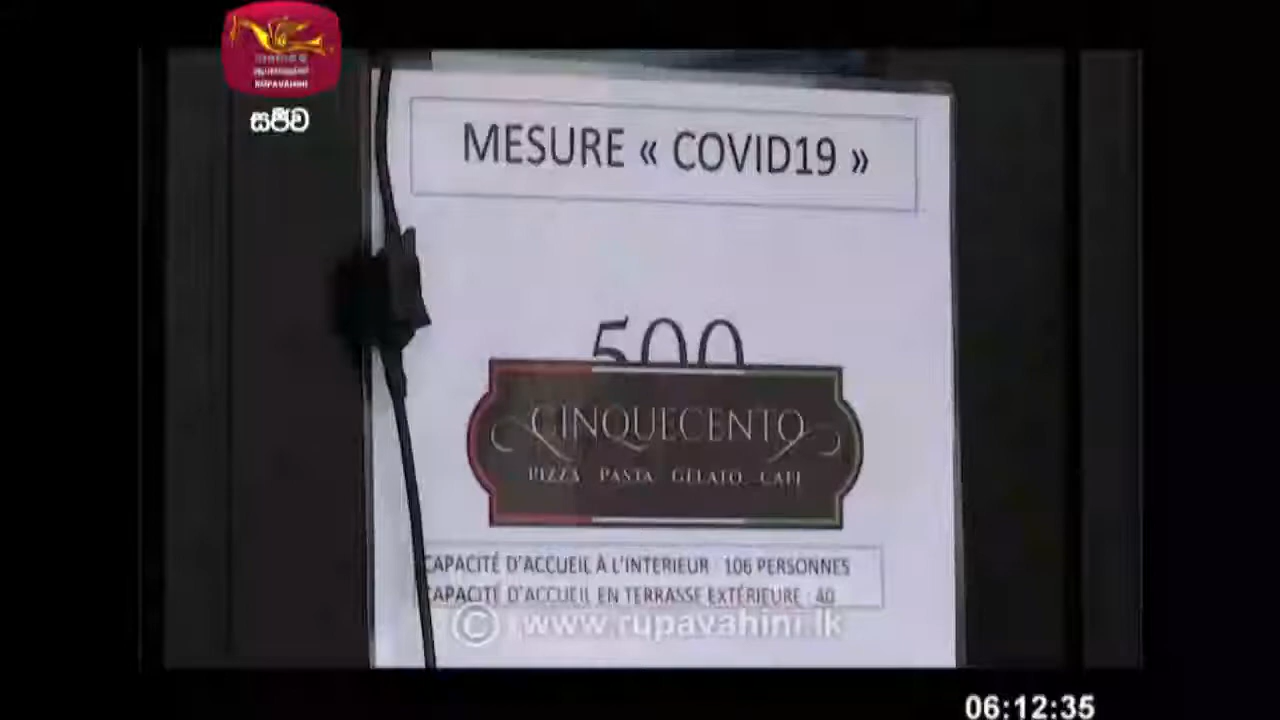 RUPAVAHINI
සජීව
MESURE « COVID19 »
500
CINQUECENTO
PIZZA PASTA GELATO CAFE
CAPACITÉ D'ACCUEIL À L'INTERIEUR : 106 PERSONNES
CAPACITÉ D'ACCUEIL EN TERRASSE EXTÉRIEURE : 40
© www.rupavahini.lk
06:12:35